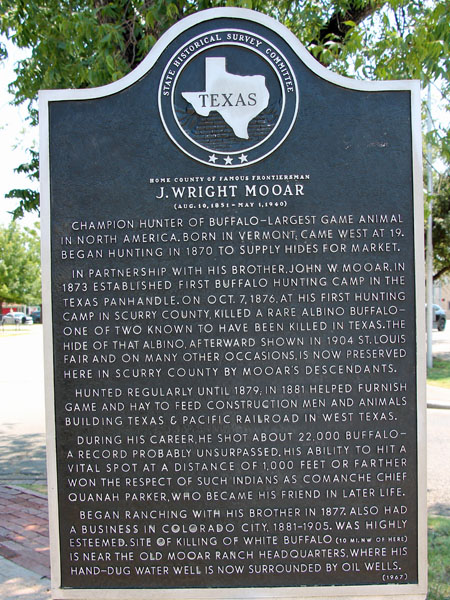 STATE HISTORICAL SURVEY COMMITTEE
TEXAS
HOME COUNTY OF FAMOUS FRONTIERSMAN
J. WRIGHT MOOAR
(AUG. 10, 1851 - MAY 1, 1940)
CHAMPION HUNTER OF BUFFALO-LARGEST GAME ANIMAL
IN NORTH AMERICA. BORN IN VERMONT, CAME WEST AT 19.
BEGAN HUNTING IN 1870 TO SUPPLY HIDES FOR MARKET.
IN PARTNERSHIP WITH HIS BROTHER, JOHN W. MOOAR, IN
1873 ESTABLISHED FIRST BUFFALO HUNTING CAMP IN THE
TEXAS PANHANDLE. ON OCT. 7, 1876, AT HIS FIRST HUNTING
CAMP IN SCURRY COUNTY, KILLED A RARE ALBINO BUFFALO-
ONE OF TWO KNOWN TO HAVE BEEN KILLED IN TEXAS. THE
HIDE OF THAT ALBINO, AFTERWARD SHOWN IN 1904 ST. LOUIS
FAIR AND ON MANY OTHER OCCASIONS, IS NOW PRESERVED
HERE IN SCURRY COUNTY BY MOOAR'S DESCENDANTS.
HUNTED REGULARLY UNTIL 1879; IN 1881 HELPED FURNISH
GAME AND HAY TO FEED CONSTRUCTION MEN AND ANIMALS
BUILDING TEXAS & PACIFIC RAILROAD IN WEST TEXAS.
DURING HIS CAREER, HE SHOT ABOUT 22,000 BUFFALO-
A RECORD PROBABLY UNSURPASSED. HIS ABILITY TO HIT A
VITAL SPOT AT A DISTANCE OF 1,000 FEET OR FARTHER
WON THE RESPECT OF SUCH INDIANS AS COMANCHE CHIEF
QUANAH PARKER, WHO BECAME HIS FRIEND IN LATER LIFE.
BEGAN RANCHING WITH HIS BROTHER IN 1877. ALSO HAD
A BUSINESS IN COLORADO CITY, 1881-1905. WAS HIGHLY
ESTEEMED. SITE OF KILLING OF WHITE BUFFALO (10 MI. NW OF HERE)
IS NEAR THE OLD MOOAR RANCH HEADQUARTERS, WHERE HIS
HAND-DUG WATER WELL IS NOW SURROUNDED BY OIL WELLS.
(1967)